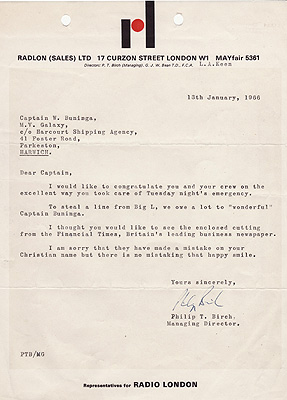 RADLON (SALES) LTD 17 CURZON STREET LONDON W1 MAYfair 5361
Directors: P. T. Birch (Managing), G. J. W. Bean T.D., F.C.A. L.A.Keen
13th January, 1966
Captain W. Buninga,
M.V. Galaxy,
c/o Harcourt Shipping Agency,
41 Foster Road,
Parkeston,
HARWICH.
Dear Captain,
I would like to congratulate you and your crew on the
excellent way you took care of Tuesday night's emergency.
To steal a line from Big L, we owe a lot to "wonderful"
Captain Buninga.
I thought you would like to see the enclosed cutting
from the Financial Times, Britain's leading business newspaper.
I am sorry that they have made a mistake on your
Christian name but there is no mistaking that happy smile.
Yours sincerely,
Philip T. Birch.
Managing Director.
PTB/MG
Representatives for RADIO LONDON